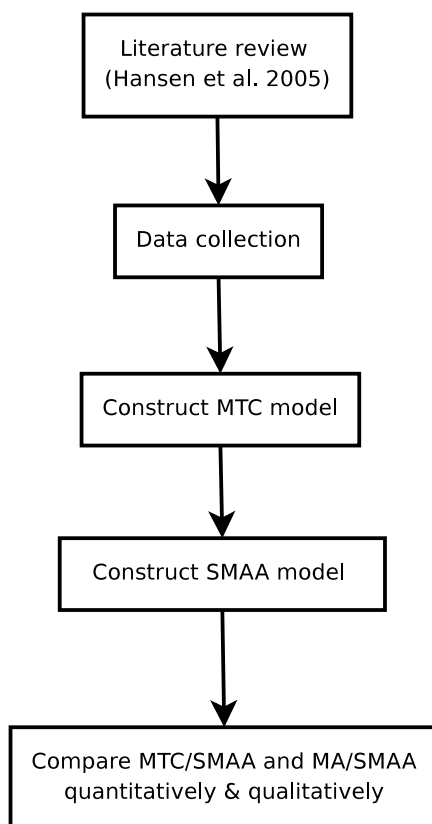 Literature review
(Hansen et al. 2005)
Data collection
Construct MTC model
Construct SMAA model
Compare MTC/SMAA and MA/SMAA
quantitatively & qualitatively